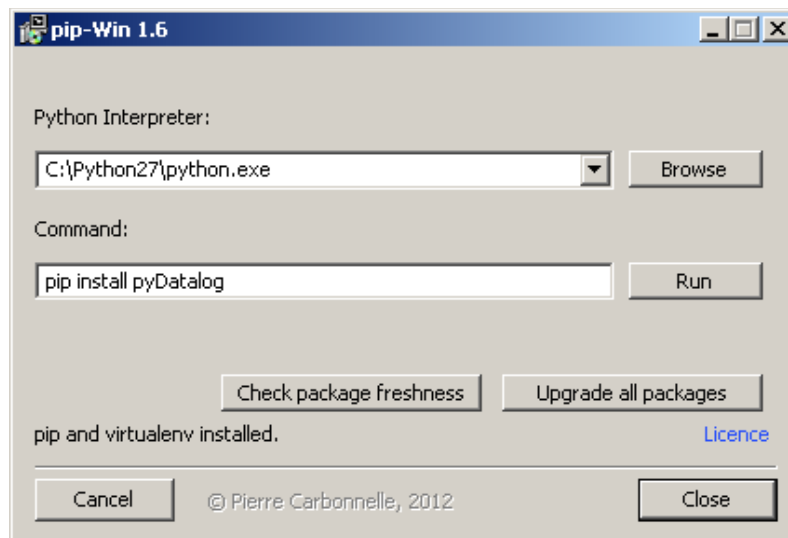 pip-Win 1.6
Python Interpreter:
C:\Python27\python.exe
Browse
Command:
pip install pyDatalog
Run
Check package freshness
Upgrade all packages
pip and virtualenv installed.
Licence
Cancel
© Pierre Carbonnelle, 2012
Close